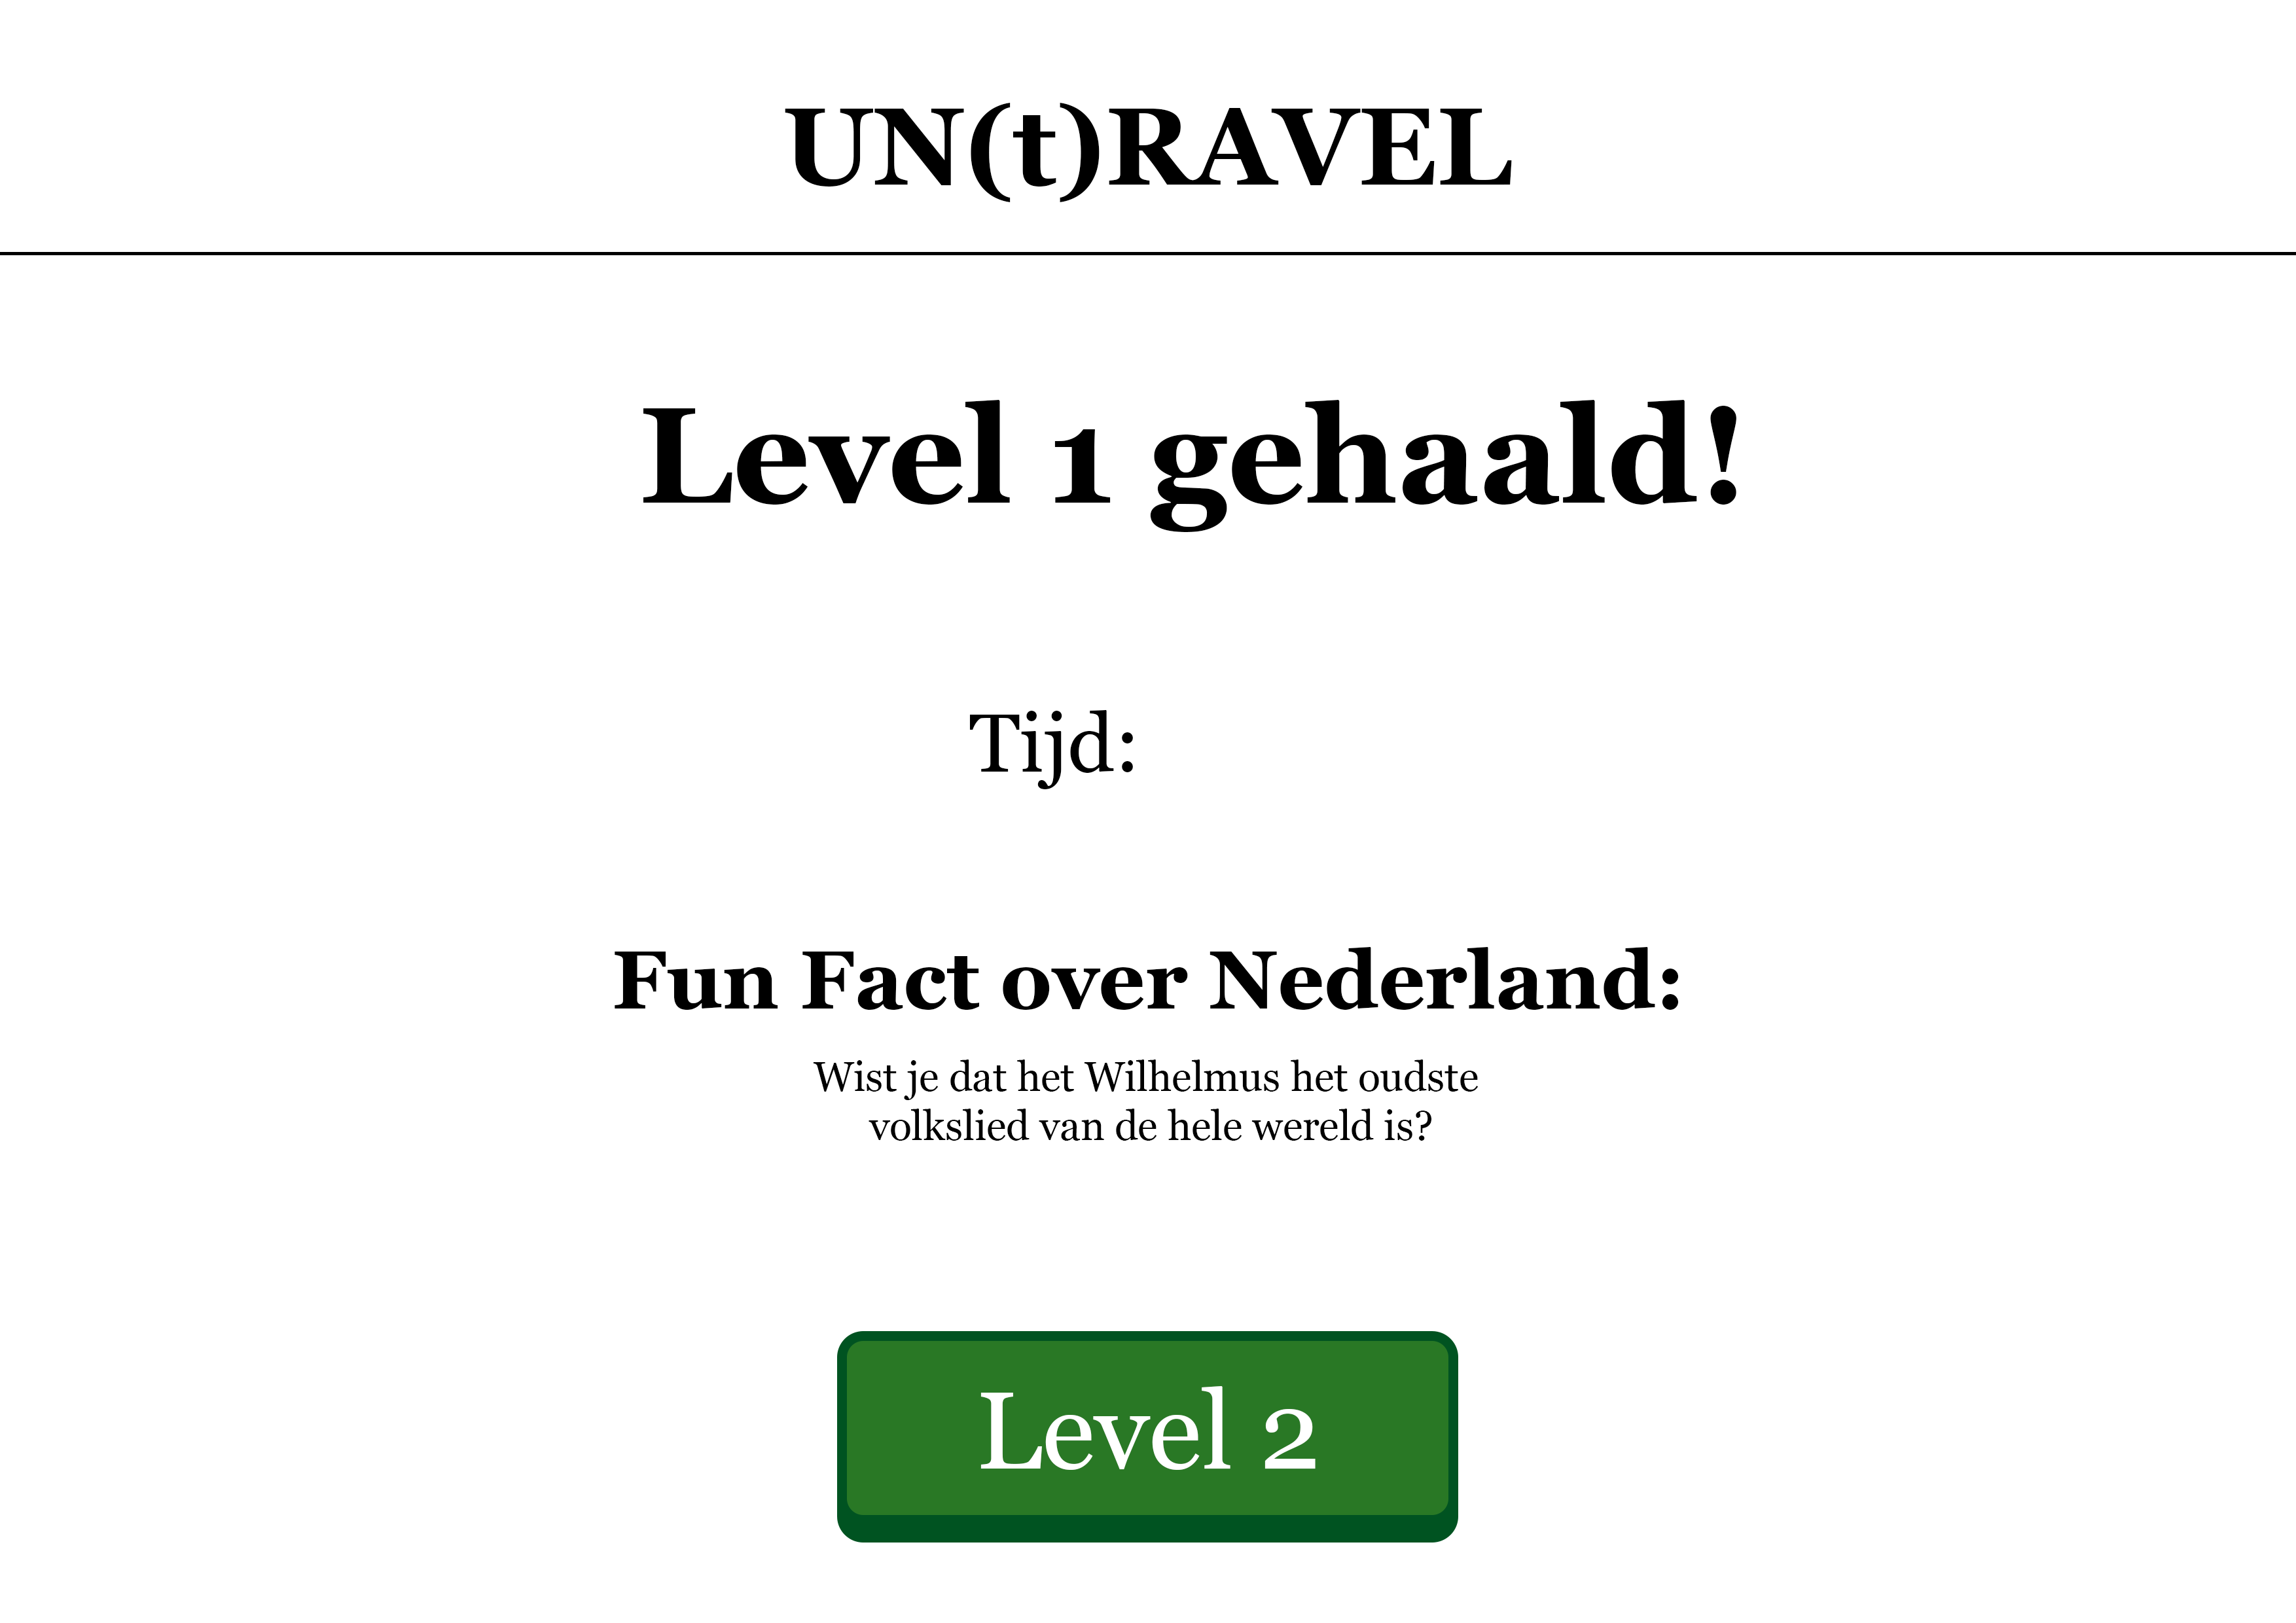 UN(t)RAVEL
Level 1 gehaald!
Tijd:
Fun Fact over Nederland:
Wist je dat het Wilhelmus het oudste
volkslied van de hele wereld is?
Level 2